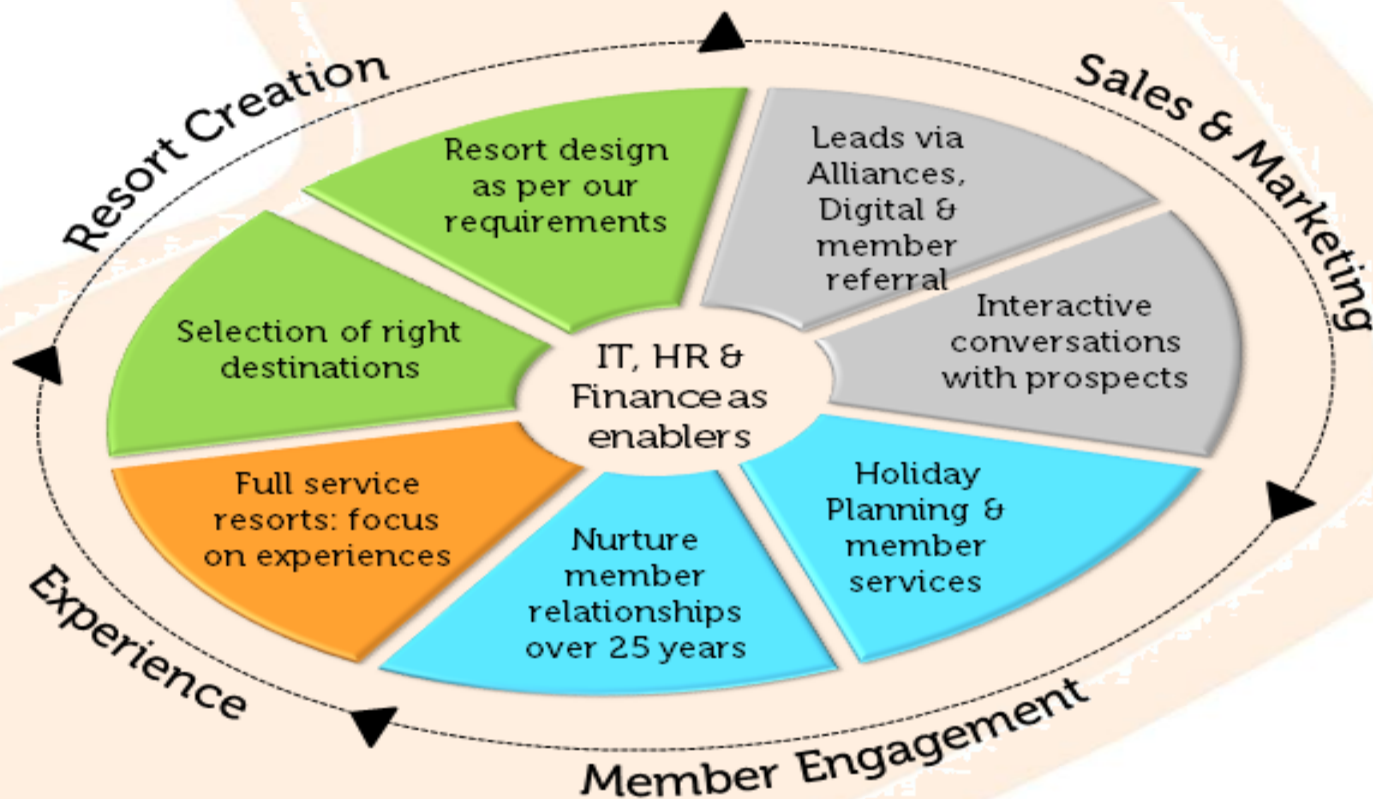 Resort Creation
Sales & Marketing
Resort design
as per our
requirements
Leads via
Alliances,
Digital &
member
referral
Selection of right
destinations
Interactive
conversations
with prospects
IT, HR &
Finance as
enablers
Full service
resorts: focus
on experiences
Nurture
member
relationships
over 25 years
Holiday
Planning &
member
services
Experience
Member Engagement